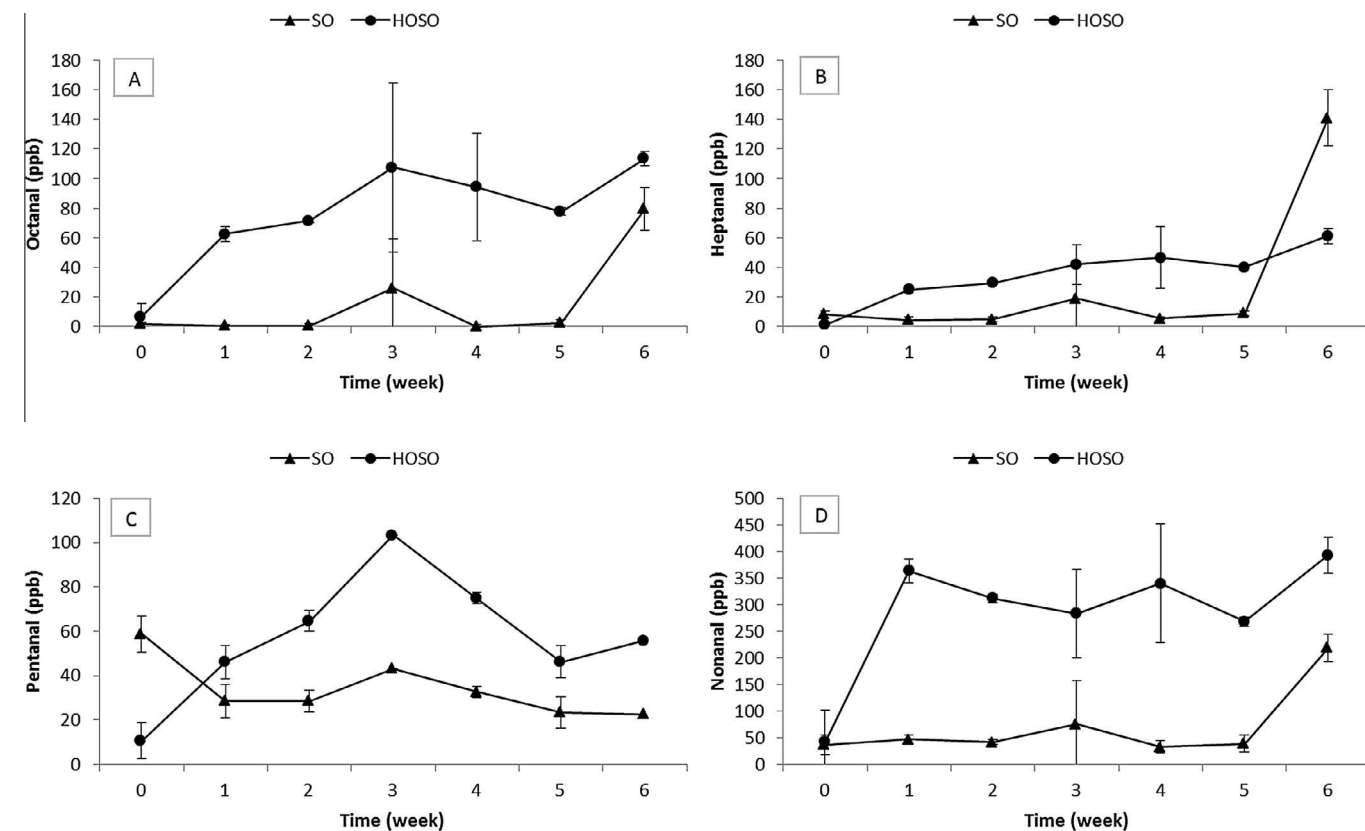 SO HOSO
A
Octanal (ppb)
180
160
140
120
100
80
60
40
20
0
0 1 2 3 4 5 6
Time (week)
SO HOSO
B
Heptanal (ppb)
180
160
140
120
100
80
60
40
20
0
0 1 2 3 4 5 6
Time (week)
SO HOSO
C
Pentanal (ppb)
120
100
80
60
40
20
0
0 1 2 3 4 5 6
Time (week)
SO HOSO
D
Nonanal (ppb)
500
450
400
350
300
250
200
150
100
50
0
0 1 2 3 4 5 6
Time (week)